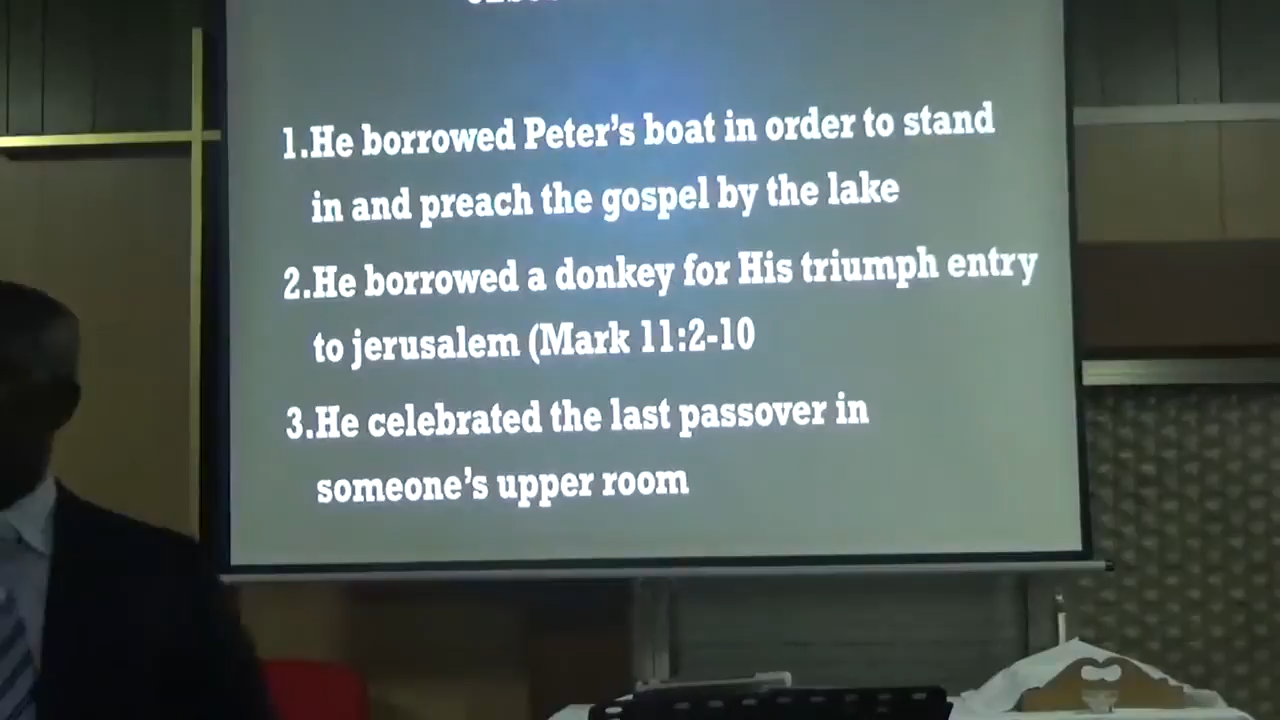 1.He borrowed Peter's boat in order to stand
in and preach the gospel by the lake
2.He borrowed a donkey for His triumph entry
to jerusalem (Mark 11:2-10
3.He celebrated the last passover in
someone's upper room